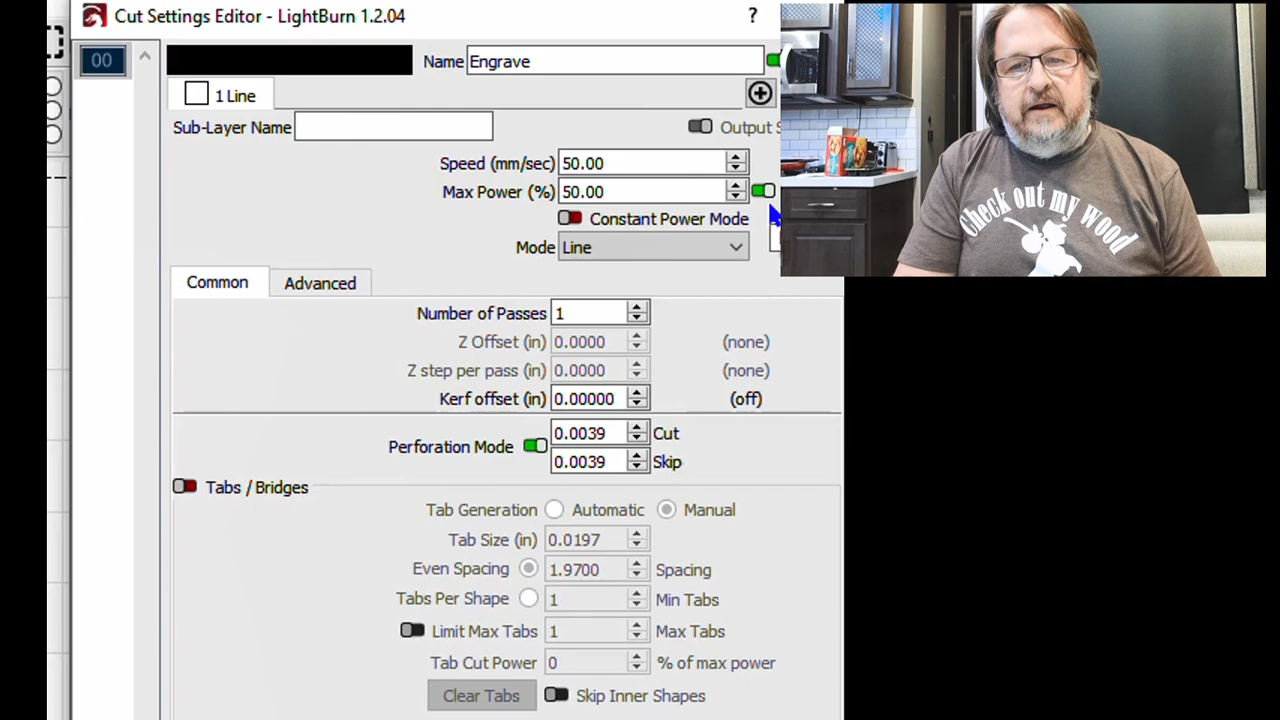 Cut Settings Editor - LightBurn 1.2.04 ?
00
Name Engrave
1 Line
Sub-Layer Name
Output
Speed (mm/sec) 50.00
Max Power (%) 50.00
Constant Power Mode
Mode Line
Common Advanced
Number of Passes 1
Z Offset (in) 0.0000 (none)
Z step per pass (in) 0.0000 (none)
Kerf offset (in) 0.00000 (off)
Perforation Mode 0.0039 Cut
0.0039 Skip
Tabs / Bridges
Tab Generation Automatic Manual
Tab Size (in) 0.0197
Even Spacing 1.9700 Spacing
Tabs Per Shape 1 Min Tabs
Limit Max Tabs 1 Max Tabs
Tab Cut Power 0 % of max power
Clear Tabs Skip Inner Shapes
Check out my wood